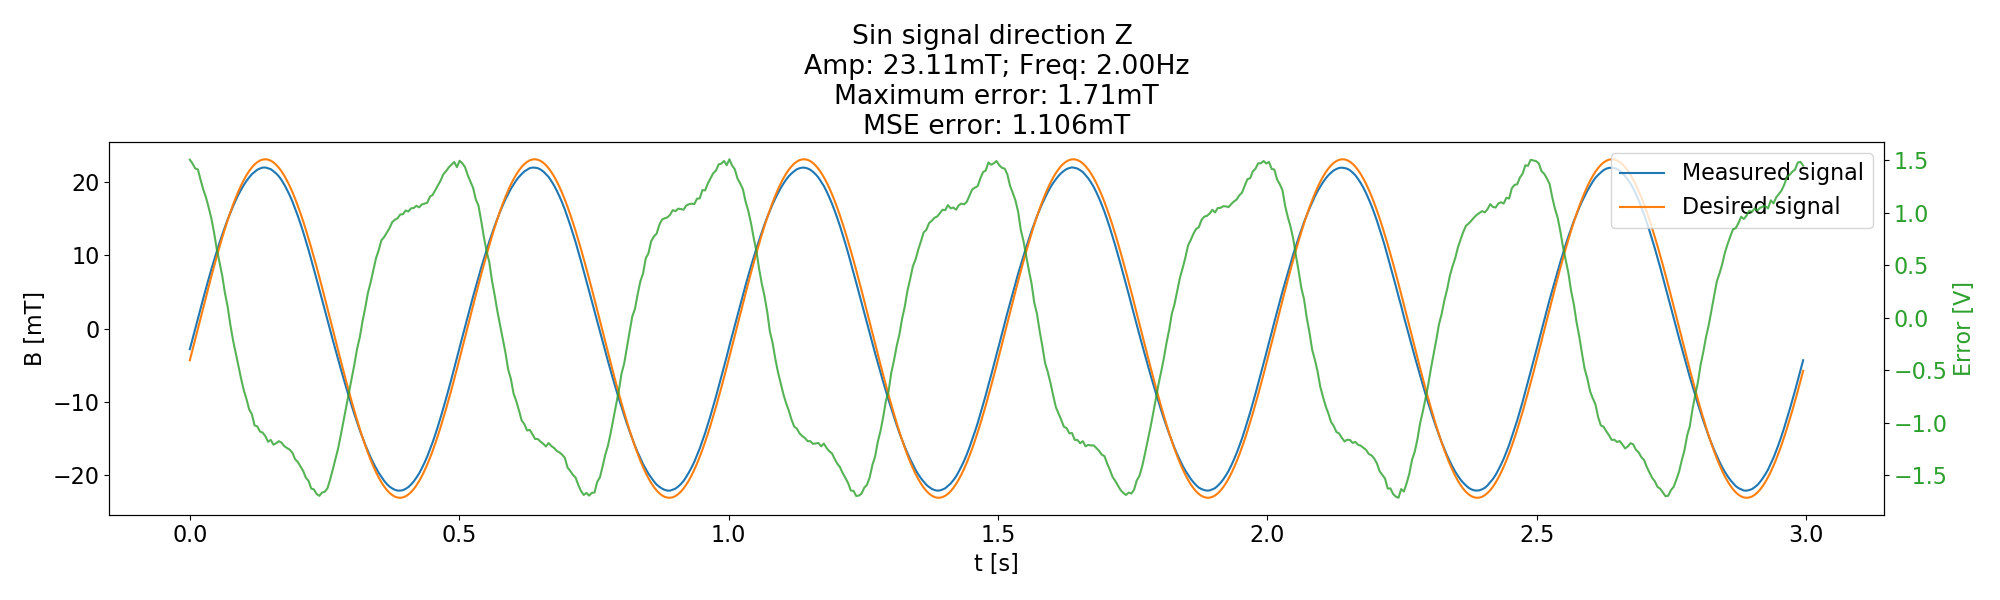 Sin signal direction Z
Amp: 23.11mT; Freq: 2.00Hz
Maximum error: 1.71mT
MSE error: 1.106mT
B [mT]
20
10
0
−10
−20
Measured signal
Desired signal
1.5
1.0
0.5
0.0
−0.5
−1.0
−1.5
Error [V]
0.0 0.5 1.0 1.5 2.0 2.5 3.0
t [s]